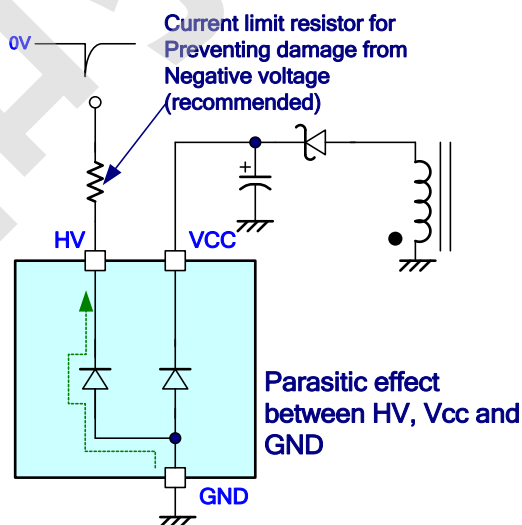 Current limit resistor for
Preventing damage from
Negative voltage
(recommended)
0V
+
HV
VCC
Parasitic effect
between HV, Vcc and
GND
GND